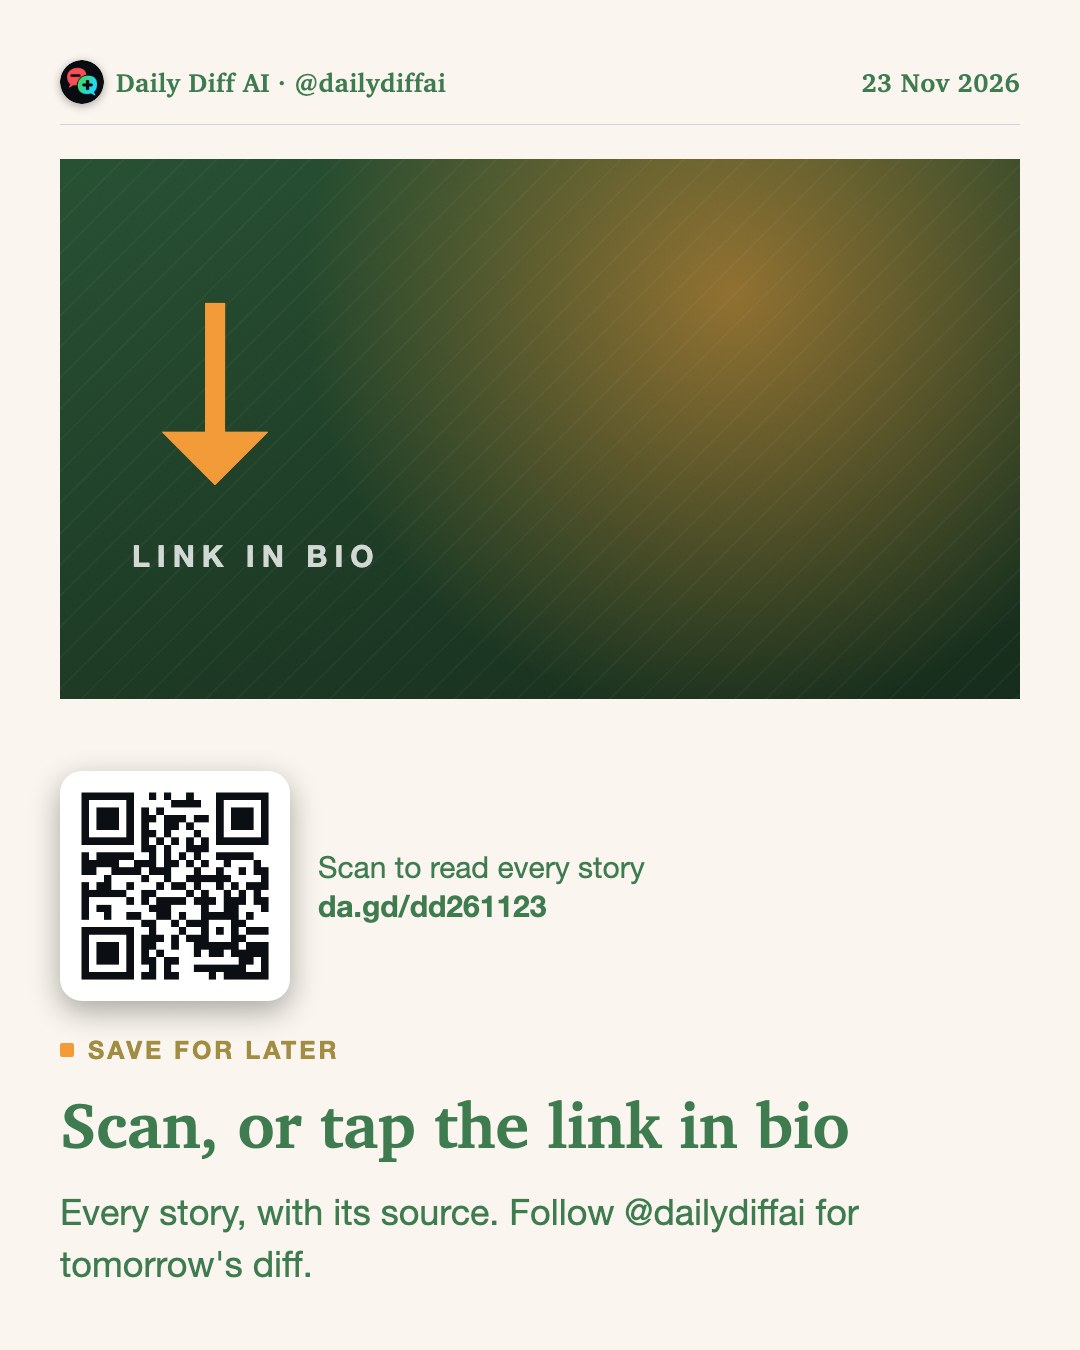 Daily Diff AI · @dailydiffai
23 Nov 2026
LINK IN BIO
Scan to read every story
da.gd/dd261123
SAVE FOR LATER
Scan, or tap the link in bio
Every story, with its source. Follow @dailydiffai for
tomorrow's diff.